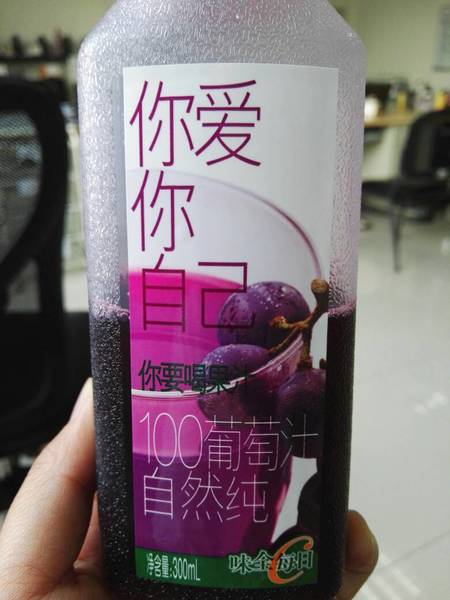 你爱
你
自己
你要喝果汁
100葡萄汁
自然纯
净含量:300mL
味全每日C